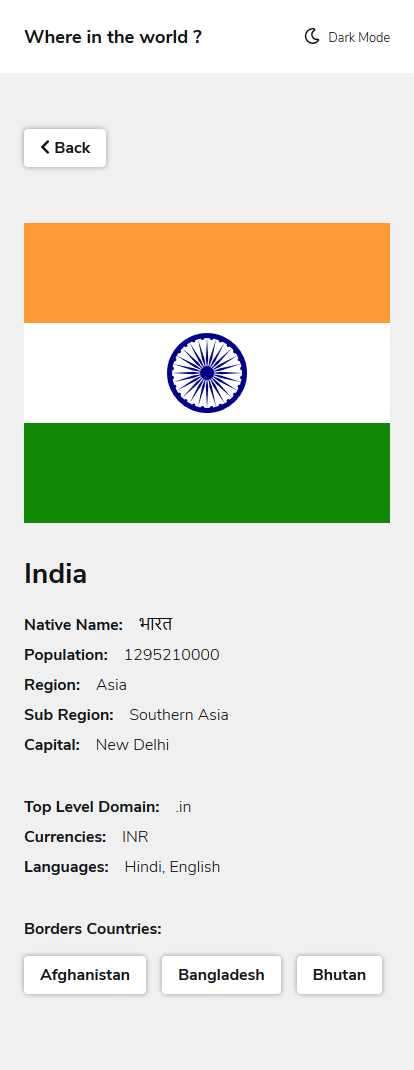 Where in the world ?
Dark Mode
Back
India
Native Name: भारत
Population: 1295210000
Region: Asia
Sub Region: Southern Asia
Capital: New Delhi
Top Level Domain: .in
Currencies: INR
Languages: Hindi, English
Borders Countries:
Afghanistan Bangladesh Bhutan